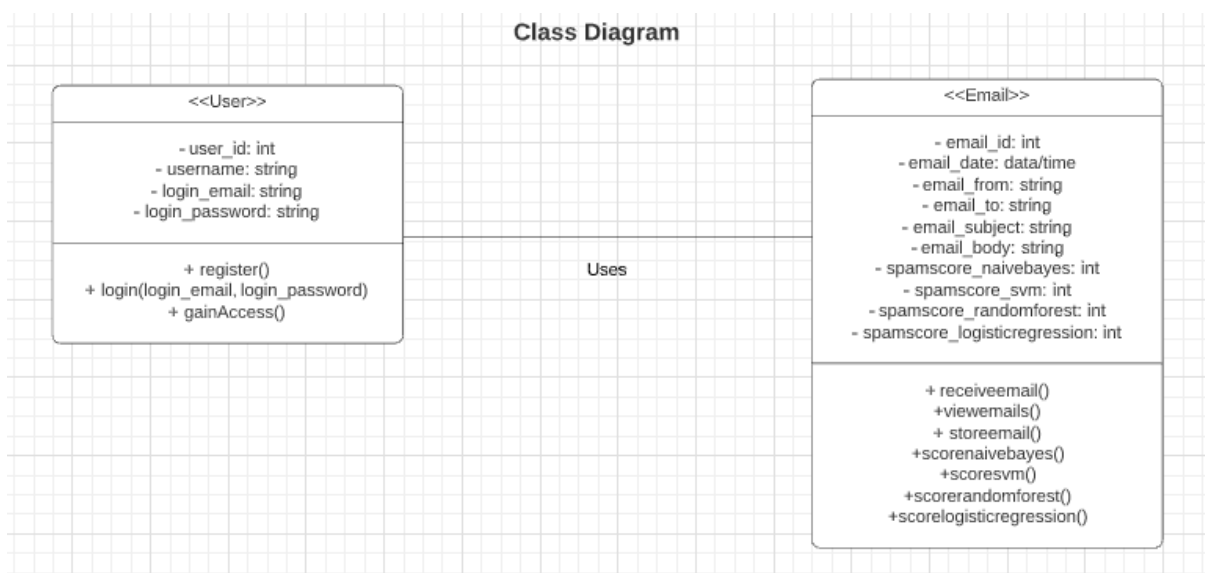 Class Diagram
<<User>>
- user_id: int
- username: string
- login_email: string
- login_password: string
+ register()
+ login(login_email, login_password)
+ gainAccess()
Uses
<<Email>>
- email_id: int
- email_date: data/time
- email_from: string
- email_to: string
- email_subject: string
- email_body: string
- spamscore_naivebayes: int
- spamscore_svm: int
- spamscore_randomforest: int
- spamscore_logisticregression: int
+ receiveemail()
+viewemails()
+ storeemail()
+scorenaivebayes()
+scoresvm()
+scorerandomforest()
+scorelogisticregression()